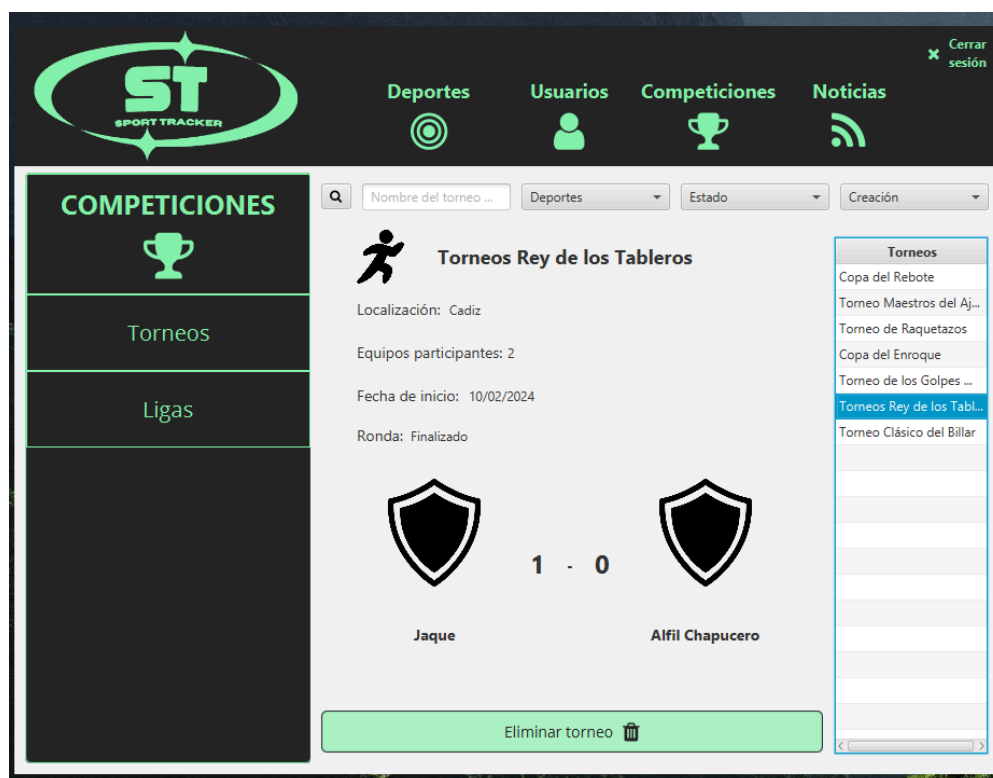 ST
SPORT TRACKER
Deportes
Usuarios
Competiciones
Noticias
Cerrar
sesión
COMPETICIONES
Torneos
Ligas
Nombre del torneo ...
Deportes
Estado
Creación
Torneos Rey de los Tableros
Localización: Cadiz
Equipos participantes: 2
Fecha de inicio: 10/02/2024
Ronda: Finalizado
1 - 0
Jaque
Alfil Chapucero
Eliminar torneo
Torneos
Copa del Rebote
Torneo Maestros del Aj...
Torneo de Raquetazos
Copa del Enroque
Torneo de los Golpes ...
Torneos Rey de los Tabl...
Torneo Clásico del Billar